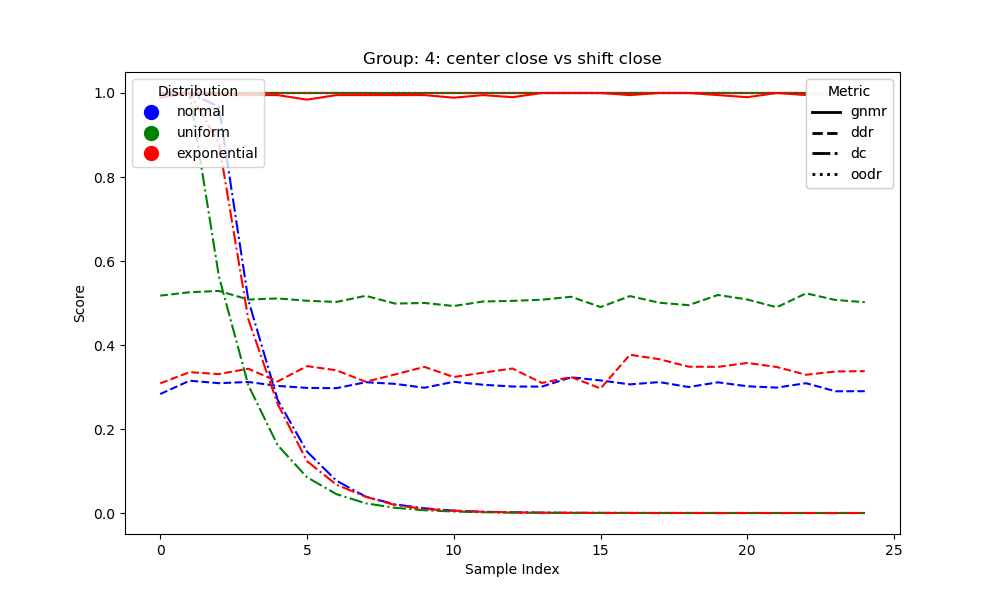 Group: 4: center close vs shift close
Distribution
normal
uniform
exponential
Metric
gnmr
ddr
dc
oodr
Score
1.0
0.8
0.6
0.4
0.2
0.0
0
5
10
15
20
25
Sample Index